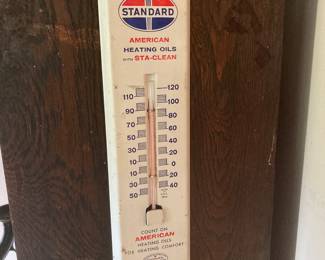 STANDARD
AMERICAN
HEATING OILS
WITH STA-CLEAN
120
110 100
90 80
70 60
50 40
30 20
10 0
10 20
30 40
50
COUNT ON
AMERICAN
HEATING OILS
FOR HEATING COMFORT